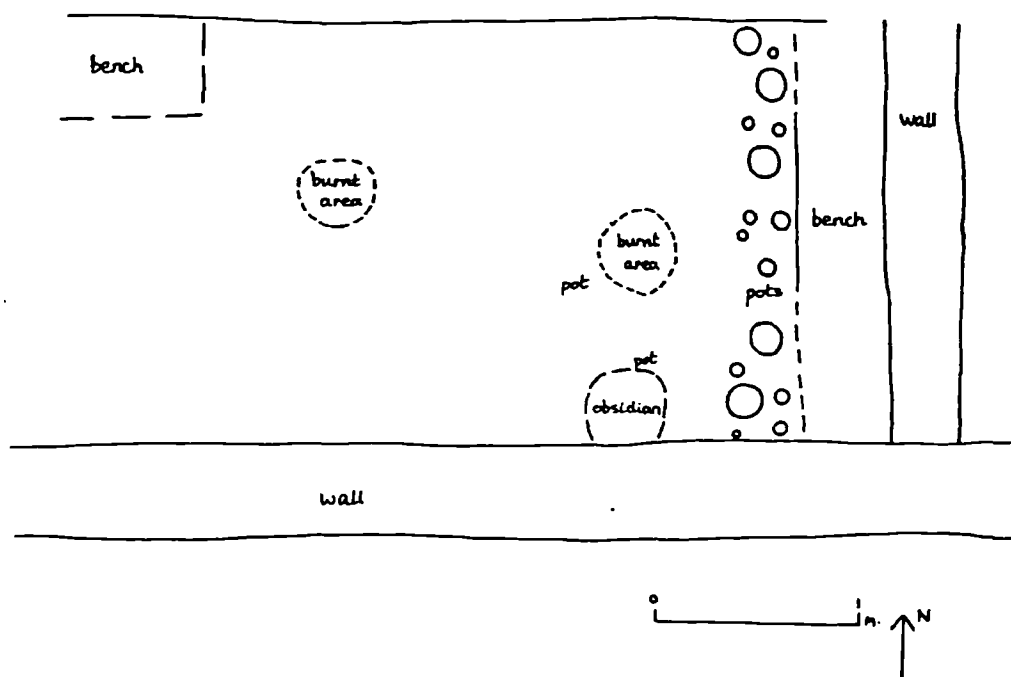 bench
wall
burnt
area
bench
burnt
area
pot
pots
pot
obsidian
wall
0
1
m.
N